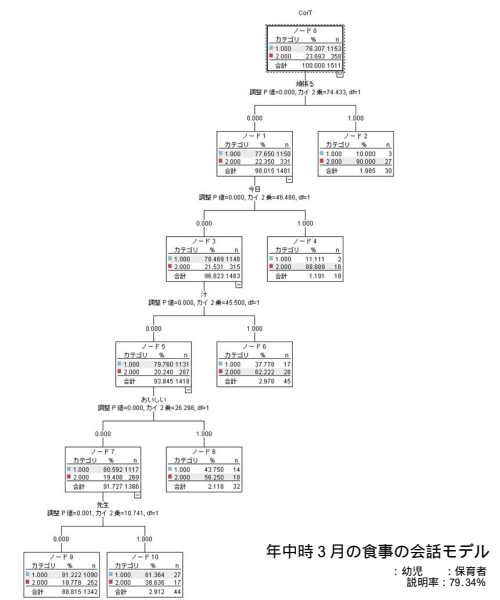 CorT
ノード 0
カテゴリ % n
1.000 76.307 1153
2.000 23.693 358
合計 100.000 1511
頑張る
調整 P 値=0.000, カイ 2 乗=74.433, df=1
0.000
1.000
ノード 1
カテゴリ % n
1.000 77.650 1150
2.000 22.350 331
合計 98.015 1481
ノード 2
カテゴリ % n
1.000 10.000 3
2.000 90.000 27
合計 1.985 30
今日
調整 P 値=0.000, カイ 2 乗=46.486, df=1
0.000
1.000
ノード 3
カテゴリ % n
1.000 78.469 1148
2.000 21.531 315
合計 96.823 1463
ノード 4
カテゴリ % n
1.000 11.111 2
2.000 88.889 16
合計 1.191 18
汁
調整 P 値=0.000, カイ 2 乗=45.500, df=1
0.000
1.000
ノード 5
カテゴリ % n
1.000 79.760 1131
2.000 20.240 287
合計 93.845 1418
ノード 6
カテゴリ % n
1.000 37.778 17
2.000 62.222 28
合計 2.978 45
おいしい
調整 P 値=0.000, カイ 2 乗=26.298, df=1
0.000
1.000
ノード 7
カテゴリ % n
1.000 80.592 1117
2.000 19.408 269
合計 91.727 1386
ノード 8
カテゴリ % n
1.000 43.750 14
2.000 56.250 18
合計 2.118 32
先生
調整 P 値=0.001, カイ 2 乗=10.741, df=1
0.000
1.000
ノード 9
カテゴリ % n
1.000 81.222 1090
2.000 18.778 252
合計 88.815 1342
ノード 10
カテゴリ % n
1.000 61.364 27
2.000 38.636 17
合計 2.912 44
年中時3月の食事の会話モデル
:幼児 :保育者
説明率:79.34%